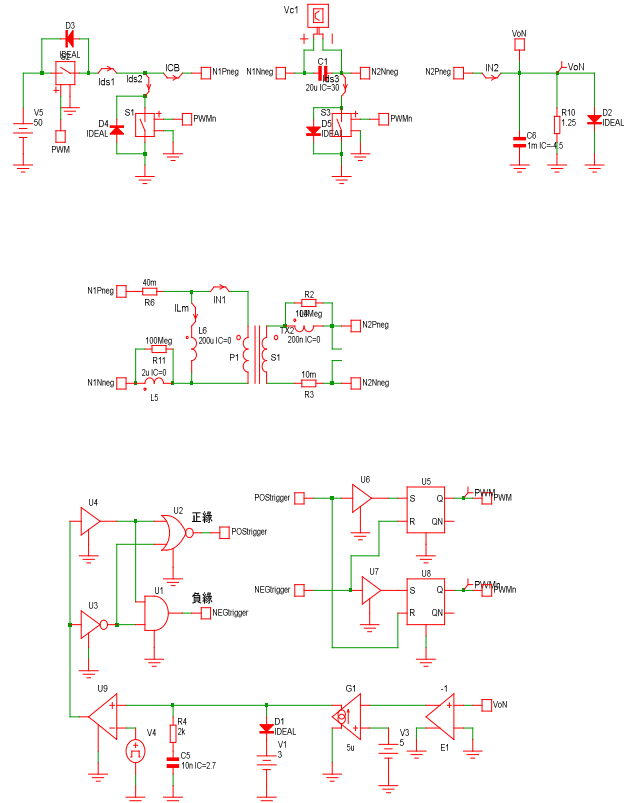 Vc1
D3
IDEAL
S2
Ids1
Ids2
ICB
N1Pneg
V5
50
PWM
D4
IDEAL
S1
PWMn
N1Nneg
C1
20u IC=30
N2Nneg
Ids3
D5
IDEAL
S3
PWMn
VoN
N2Pneg
IN2
VoN
R10
1.25
D2
IDEAL
C6
1m IC=-4.5
N1Pneg
40m
R6
IN1
ILm
L6
200u IC=0
P1
S1
TX2
100Meg
R11
2u IC=0
L5
N1Nneg
R2
100Meg
200n IC=0
N2Pneg
10m
R3
N2Nneg
U4
U2
正緣
POStrigger
U3
U1
負緣
NEGtrigger
POStrigger
U6
U5
S
Q
R
QN
PWM
PWM
NEGtrigger
U7
U8
S
Q
R
QN
PWMn
PWMn
U9
V4
R4
2k
C5
10n IC=2.7
D1
IDEAL
V1
3
G1
5u
V3
5
-1
E1
VoN